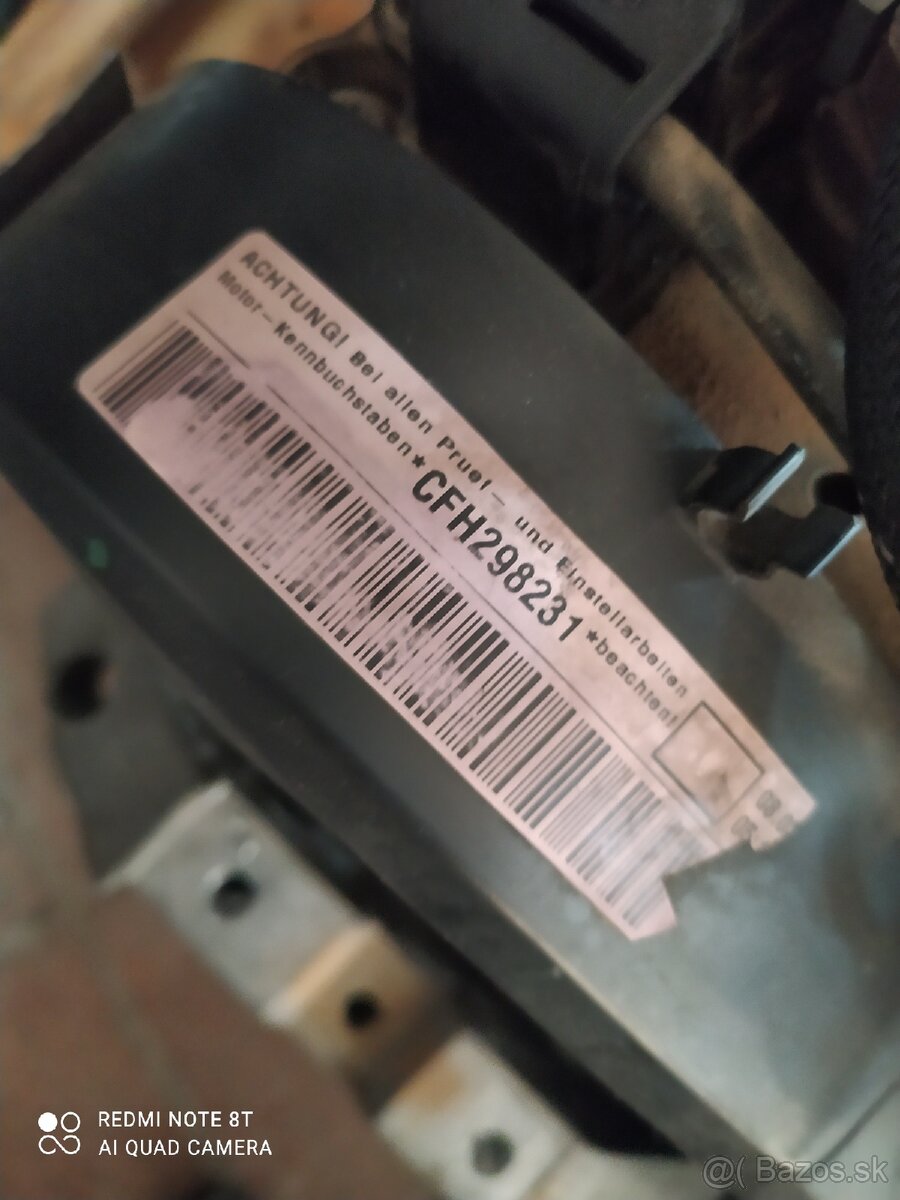 ACHTUNG! Bei allen Pruef- und Einstellarbeiten
Motor-Kennbuchstaben*CFH298231*beachten!
REDMI NOTE 8T
AI QUAD CAMERA
@( Bazos.sk